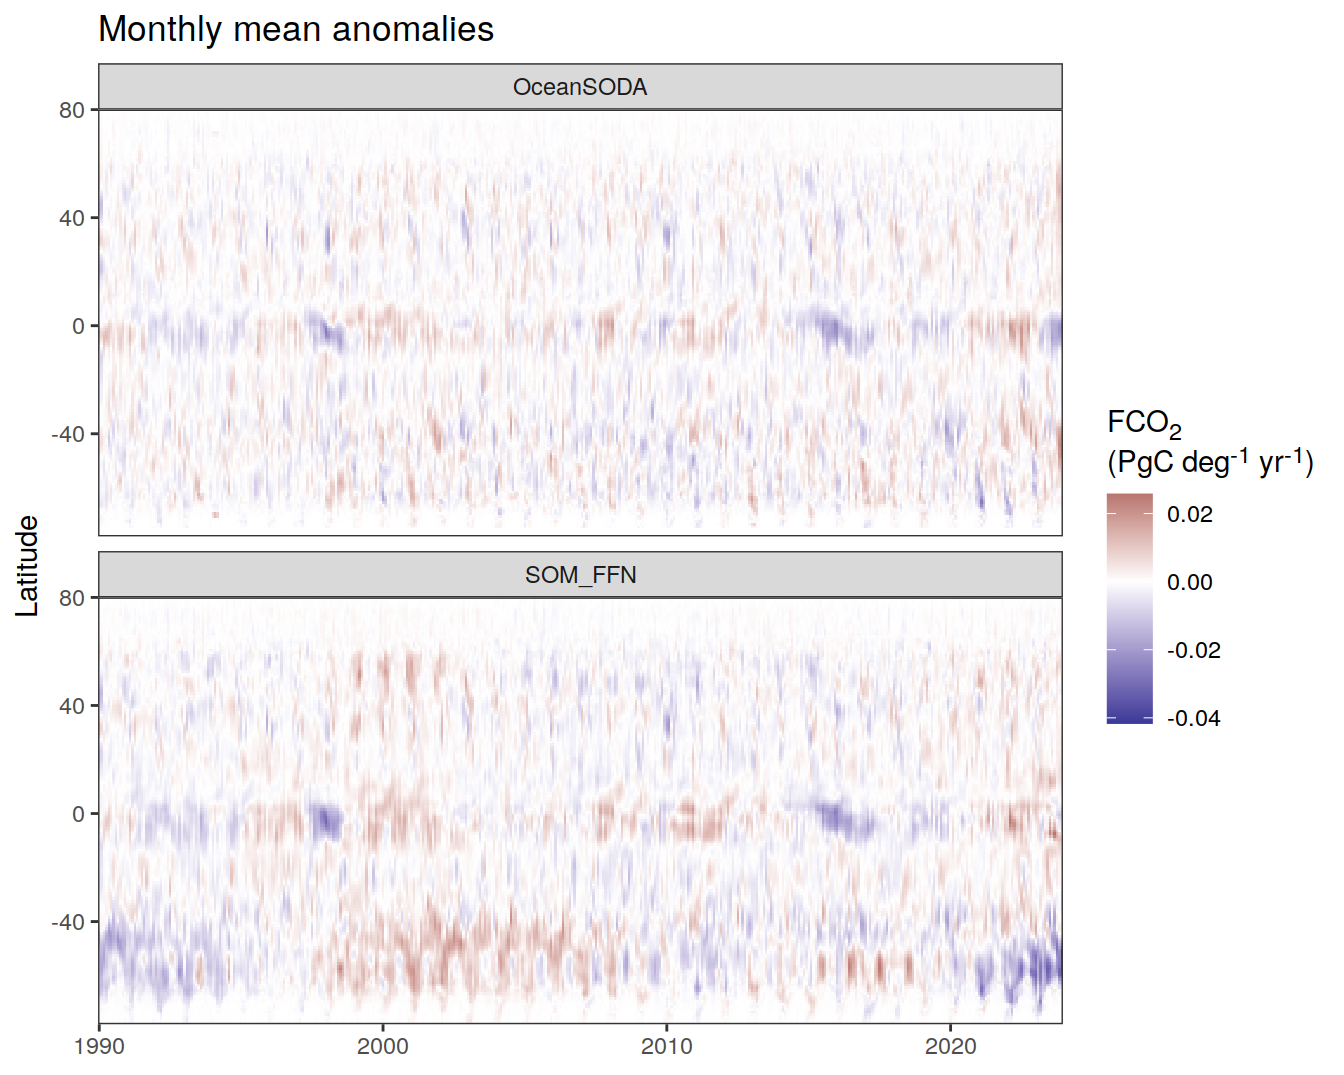 Monthly mean anomalies
OceanSODA
80
40
0
-40
SOM_FFN
80
40
0
-40
1990
2000
2010
2020
Latitude
FCO2
(PgC deg-1 yr-1)
0.02
0.00
-0.02
-0.04